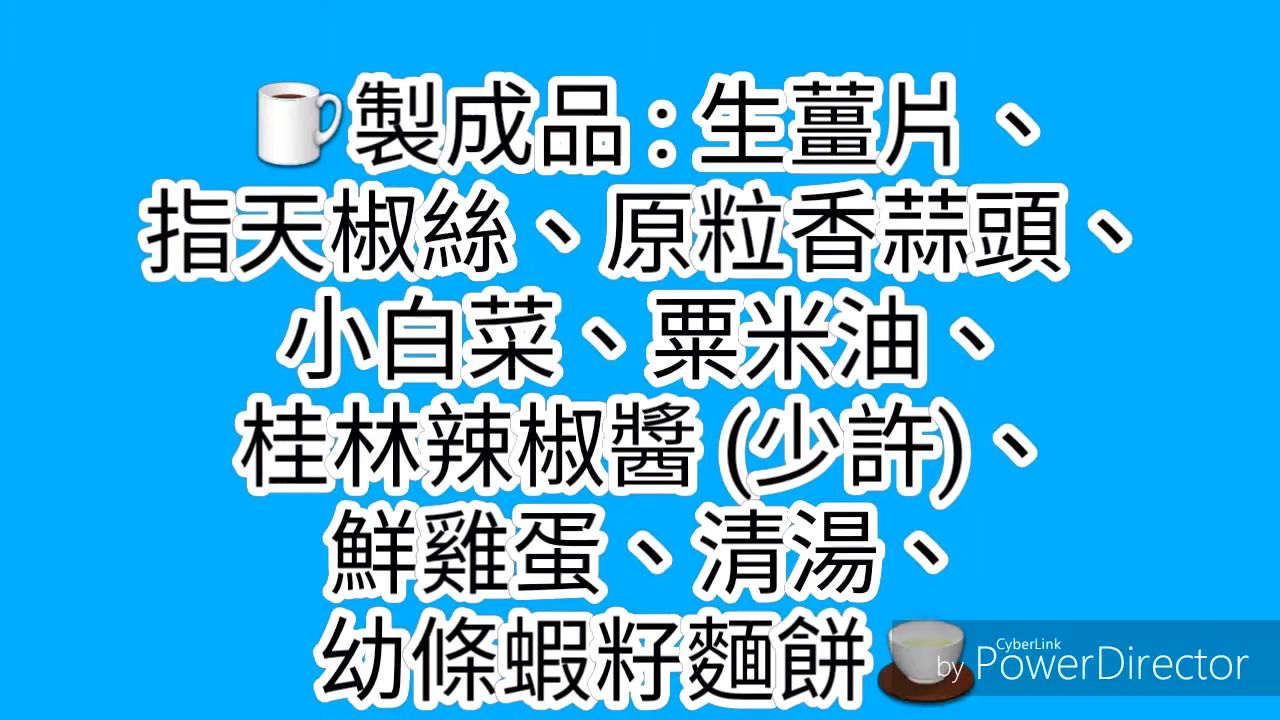 ☕製成品 : 生薑片、
指天椒絲、原粒香蒜頭、
小白菜、粟米油、
桂林辣椒醬 (少許)、
鮮雞蛋、清湯、
幼條蝦籽麵餅🍵
CyberLink
by PowerDirector